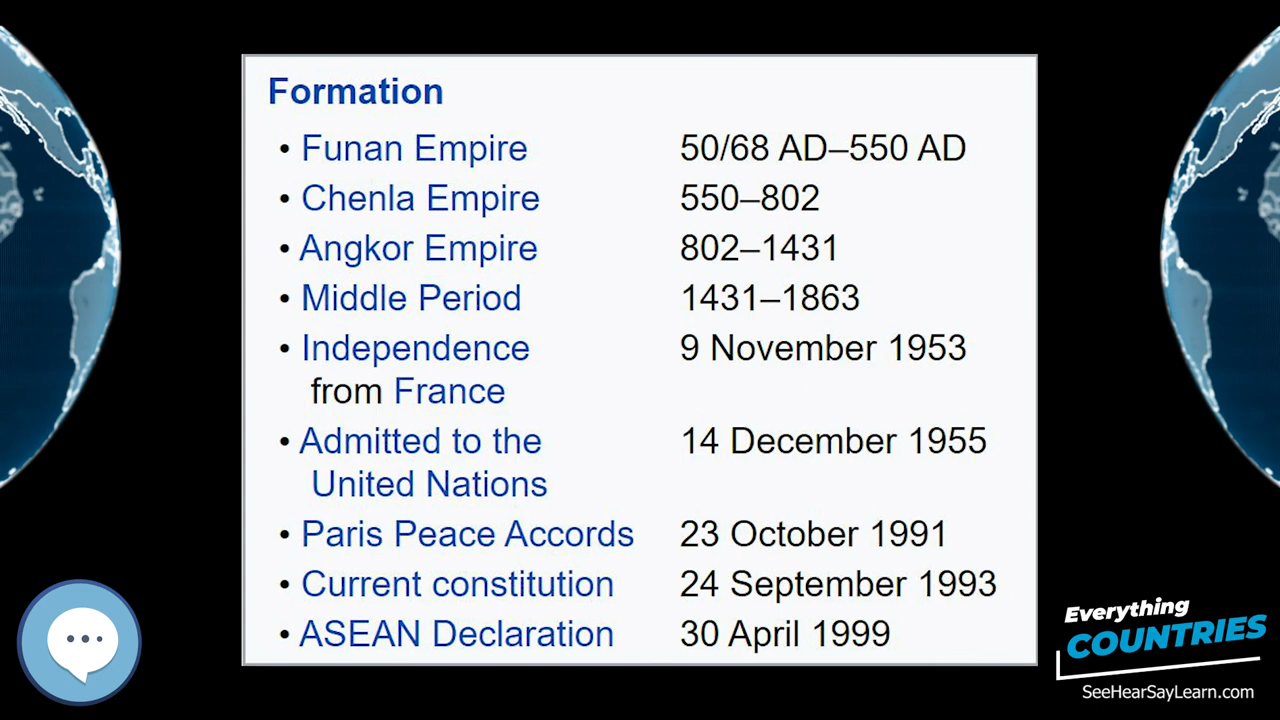 Formation
• Funan Empire 50/68 AD–550 AD
• Chenla Empire 550–802
• Angkor Empire 802–1431
• Middle Period 1431–1863
• Independence 9 November 1953
from France
• Admitted to the 14 December 1955
United Nations
• Paris Peace Accords 23 October 1991
• Current constitution 24 September 1993
• ASEAN Declaration 30 April 1999
Everything
COUNTRIES
SeeHearSayLearn.com